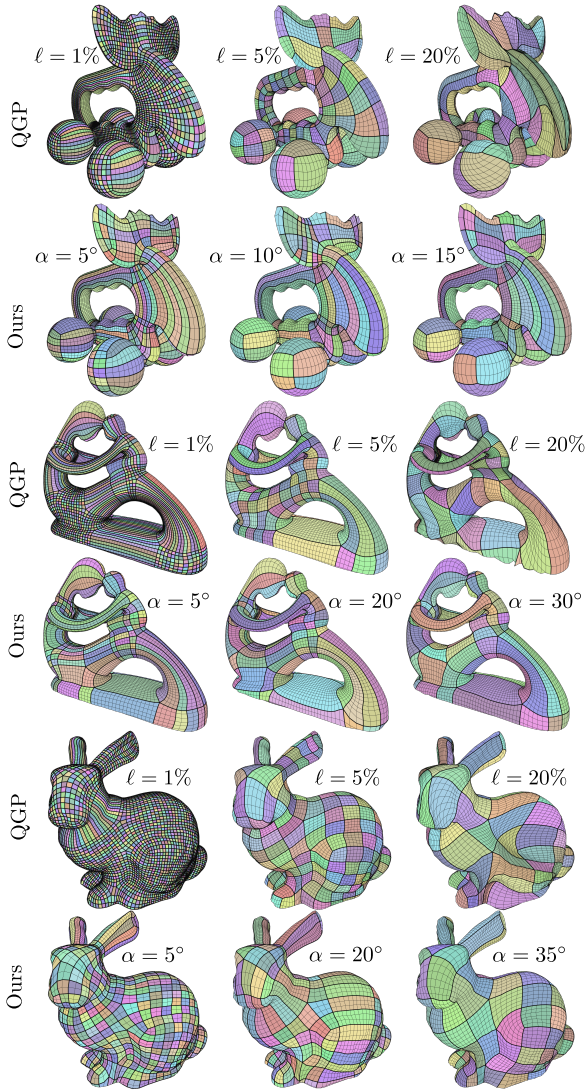 QGP
ℓ = 1%
ℓ = 5%
ℓ = 20%
Ours
α = 5°
α = 10°
α = 15°
QGP
ℓ = 1%
ℓ = 5%
ℓ = 20%
Ours
α = 5°
α = 20°
α = 30°
QGP
ℓ = 1%
ℓ = 5%
ℓ = 20%
Ours
α = 5°
α = 20°
α = 35°